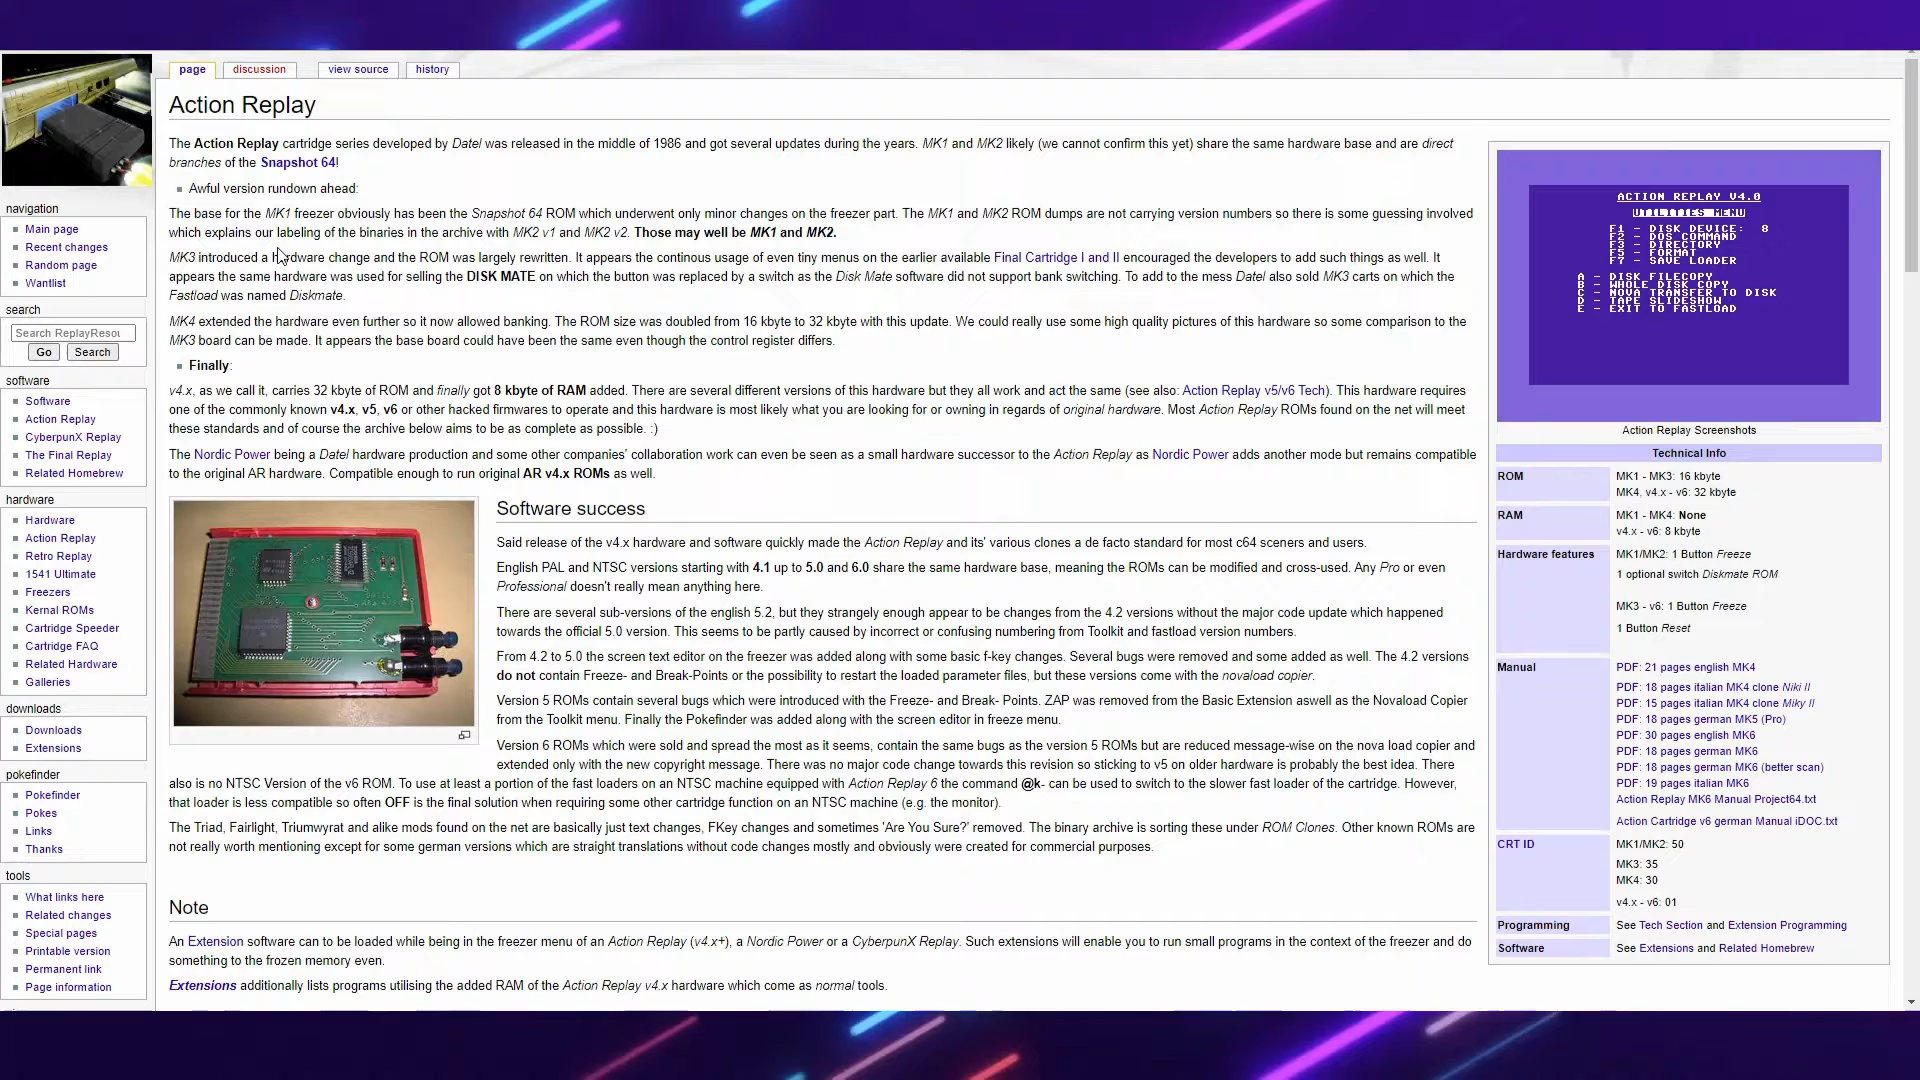 page
discussion
view source
history
Action Replay
The Action Replay cartridge series developed by Datel was released in the middle of 1986 and got several updates during the years. MK1 and MK2 likely (we cannot confirm this yet) share the same hardware base and are direct
branches of the Snapshot 64!
Awful version rundown ahead:
The base for the MK1 freezer obviously has been the Snapshot 64 ROM which underwent only minor changes on the freezer part. The MK1 and MK2 ROM dumps are not carrying version numbers so there is some guessing involved
which explains our labeling of the binaries in the archive with MK2 v1 and MK2 v2. Those may well be MK1 and MK2.
MK3 introduced a hardware change and the ROM was largely rewritten. It appears the continous usage of even tiny menus on the earlier available Final Cartridge I and II encouraged the developers to add such things as well. It
appears the same hardware was used for selling the DISK MATE on which the button was replaced by a switch as the Disk Mate software did not support bank switching. To add to the mess Datel also sold MK3 carts on which the
Fastload was named Diskmate.
MK4 extended the hardware even further so it now allowed banking. The ROM size was doubled from 16 kbyte to 32 kbyte with this update. We could really use some high quality pictures of this hardware so some comparison to the
MK3 board can be made. It appears the base board could have been the same even though the control register differs.
Finally:
v4.x, as we call it, carries 32 kbyte of ROM and finally got 8 kbyte of RAM added. There are several different versions of this hardware but they all work and act the same (see also: Action Replay v5/v6 Tech). This hardware requires
one of the commonly known v4.x, v5, v6 or other hacked firmwares to operate and this hardware is most likely what you are looking for or owning in regards of original hardware. Most Action Replay ROMs found on the net will meet
these standards and of course the archive below aims to be as complete as possible. :)
The Nordic Power being a Datel hardware production and some other companies' collaboration work can even be seen as a small hardware successor to the Action Replay as Nordic Power adds another mode but remains compatible
to the original AR hardware. Compatible enough to run original AR v4.x ROMs as well.
Software success
Said release of the v4.x hardware and software quickly made the Action Replay and its' various clones a de facto standard for most c64 sceners and users.
English PAL and NTSC versions starting with 4.1 up to 5.0 and 6.0 share the same hardware base, meaning the ROMs can be modified and cross-used. Any Pro or even
Professional doesn't really mean anything here.
There are several sub-versions of the english 5.2, but they strangely enough appear to be changes from the 4.2 versions without the major code update which happened
towards the official 5.0 version. This seems to be partly caused by incorrect or confusing numbering from Toolkit and fastload version numbers.
From 4.2 to 5.0 the screen text editor on the freezer was added along with some basic f-key changes. Several bugs were removed and some added as well. The 4.2 versions
do not contain Freeze- and Break-Points or the possibility to restart the loaded parameter files, but these versions come with the novaload copier.
Version 5 ROMs contain several bugs which were introduced with the Freeze- and Break- Points. ZAP was removed from the Basic Extension aswell as the Novaload Copier
from the Toolkit menu. Finally the Pokefinder was added along with the screen editor in freeze menu.
Version 6 ROMs which were sold and spread the most as it seems, contain the same bugs as the version 5 ROMs but are reduced message-wise on the nova load copier and
extended only with the new copyright message. There was no major code change towards this revision so sticking to v5 on older hardware is probably the best idea. There
also is no NTSC Version of the v6 ROM. To use at least a portion of the fast loaders on an NTSC machine equipped with Action Replay 6 the command @k- can be used to switch to the slower fast loader of the cartridge. However,
that loader is less compatible so often OFF is the final solution when requiring some other cartridge function on an NTSC machine (e.g. the monitor).
The Triad, Fairlight, Triumwyrat and alike mods found on the net are basically just text changes, FKey changes and sometimes 'Are You Sure?' removed. The binary archive is sorting these under ROM Clones. Other known ROMs are
not really worth mentioning except for some german versions which are straight translations without code changes mostly and obviously were created for commercial purposes.
Note
An Extension software can be loaded while being in the freezer menu of an Action Replay (v4.x+), a Nordic Power or a CyberpunX Replay. Such extensions will enable you to run small programs in the context of the freezer and do
something to the frozen memory even.
Extensions additionally lists programs utilising the added RAM of the Action Replay v4.x hardware which come as normal tools.
navigation
Main page
Recent changes
Random page
Wantlist
search
Search ReplayResou
Go
Search
software
Software
Action Replay
CyberpunX Replay
The Final Replay
Related Homebrew
hardware
Hardware
Action Replay
Retro Replay
1541 Ultimate
Freezers
Kernal ROMs
Cartridge Speeder
Cartridge FAQ
Related Hardware
Galleries
downloads
Downloads
Extensions
pokefinder
Pokefinder
Pokes
Links
Thanks
tools
What links here
Related changes
Special pages
Printable version
Permanent link
Page information
ACTION REPLAY V4.0
UTILITIES MENU
F1 - DISK DEVICE: 8
F2 - DOS COMMAND
F3 - DIRECTORY
F5 - FORMAT
F7 - SAVE LOADER
A - DISK FILECOPY
B - WHOLE DISK COPY
C - NOVA TRANSFER TO DISK
D - TAPE SLIDESHOW
E - EXIT TO FASTLOAD
Action Replay Screenshots
Technical Info
ROM
MK1 - MK3: 16 kbyte
MK4, v4.x - v6: 32 kbyte
RAM
MK1 - MK4: None
v4.x - v6: 8 kbyte
Hardware features
MK1/MK2: 1 Button Freeze
1 optional switch Diskmate ROM
MK3 - v6: 1 Button Freeze
1 Button Reset
Manual
PDF: 21 pages english MK4
PDF: 18 pages italian MK4 clone Niki II
PDF: 15 pages italian MK4 clone Miky II
PDF: 18 pages german MK5 (Pro)
PDF: 30 pages english MK6
PDF: 18 pages german MK6
PDF: 18 pages german MK6 (better scan)
PDF: 19 pages italian MK6
Action Replay MK6 Manual Project64.txt
Action Cartridge v6 german Manual iDOC.txt
CRT ID
MK1/MK2: 50
MK3: 35
MK4: 30
v4.x - v6: 01
Programming
See Tech Section and Extension Programming
Software
See Extensions and Related Homebrew